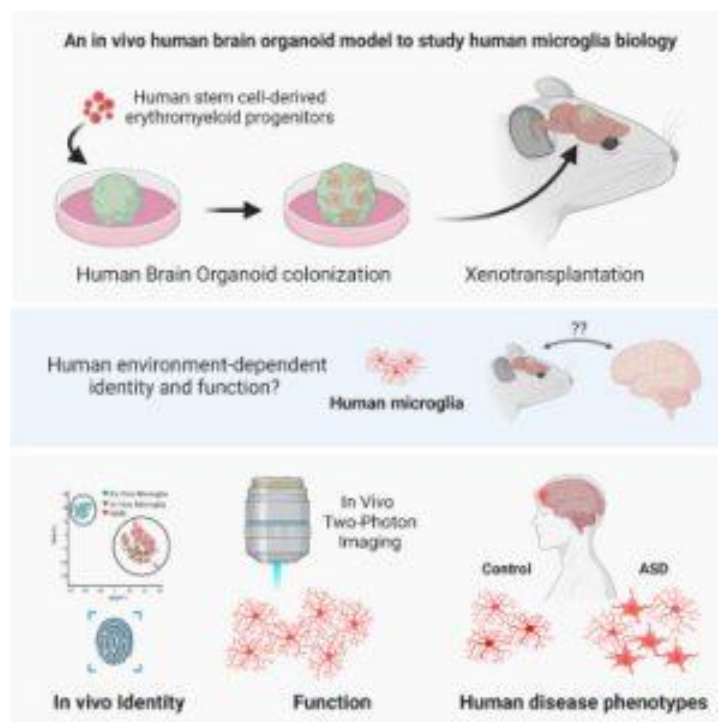 An in vivo human brain organoid model to study human microglia biology
Human stem cell-derived
erythromyeloid progenitors
Human Brain Organoid colonization
Xenotransplantation
??
Human environment-dependent
identity and function?
Human microglia
In Vivo
Two-Photon
Imaging
Control
ASD
In vivo Identity
Function
Human disease phenotypes